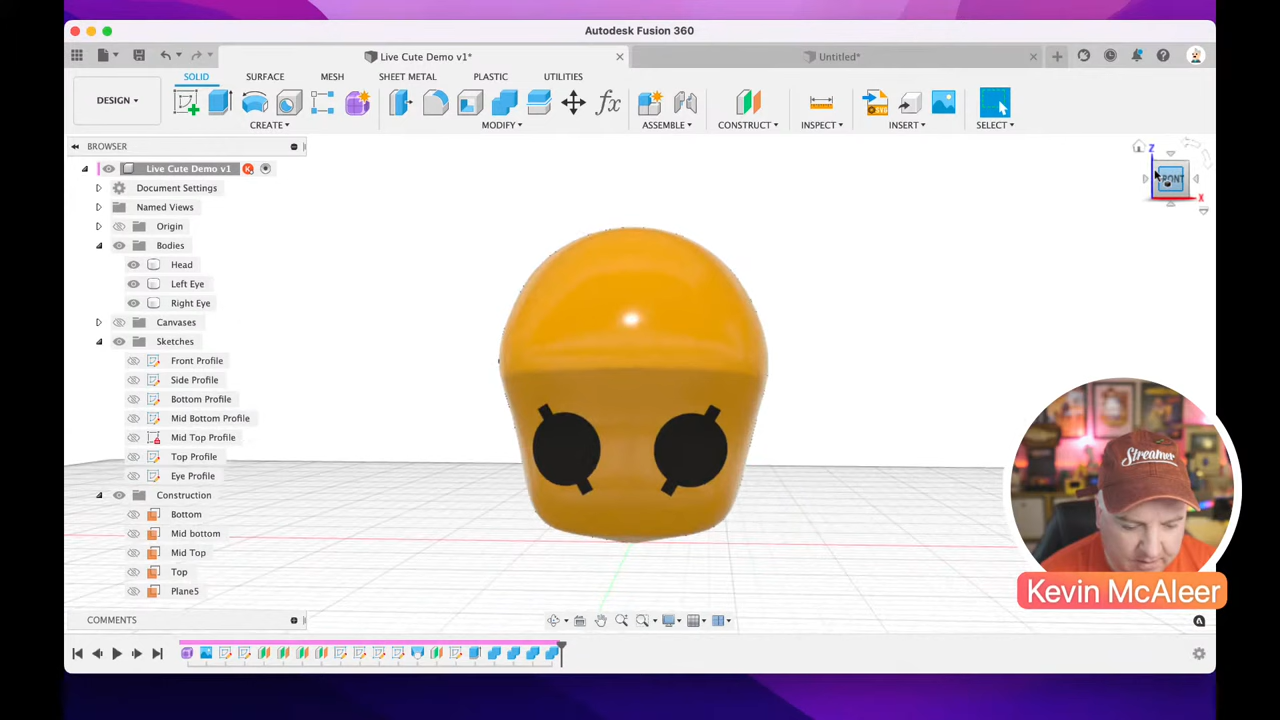 Autodesk Fusion 360
Live Cute Demo v1*
Untitled*
SOLID SURFACE MESH SHEET METAL PLASTIC UTILITIES
DESIGN
CREATE MODIFY ASSEMBLE CONSTRUCT INSPECT INSERT SELECT
BROWSER
Live Cute Demo v1
Document Settings
Named Views
Origin
Bodies
Head
Left Eye
Right Eye
Canvases
Sketches
Front Profile
Side Profile
Bottom Profile
Mid Bottom Profile
Mid Top Profile
Top Profile
Eye Profile
Construction
Bottom
Mid bottom
Mid Top
Top
Plane5
COMMENTS
Z
FRONT
X
Streamer
Kevin McAleer